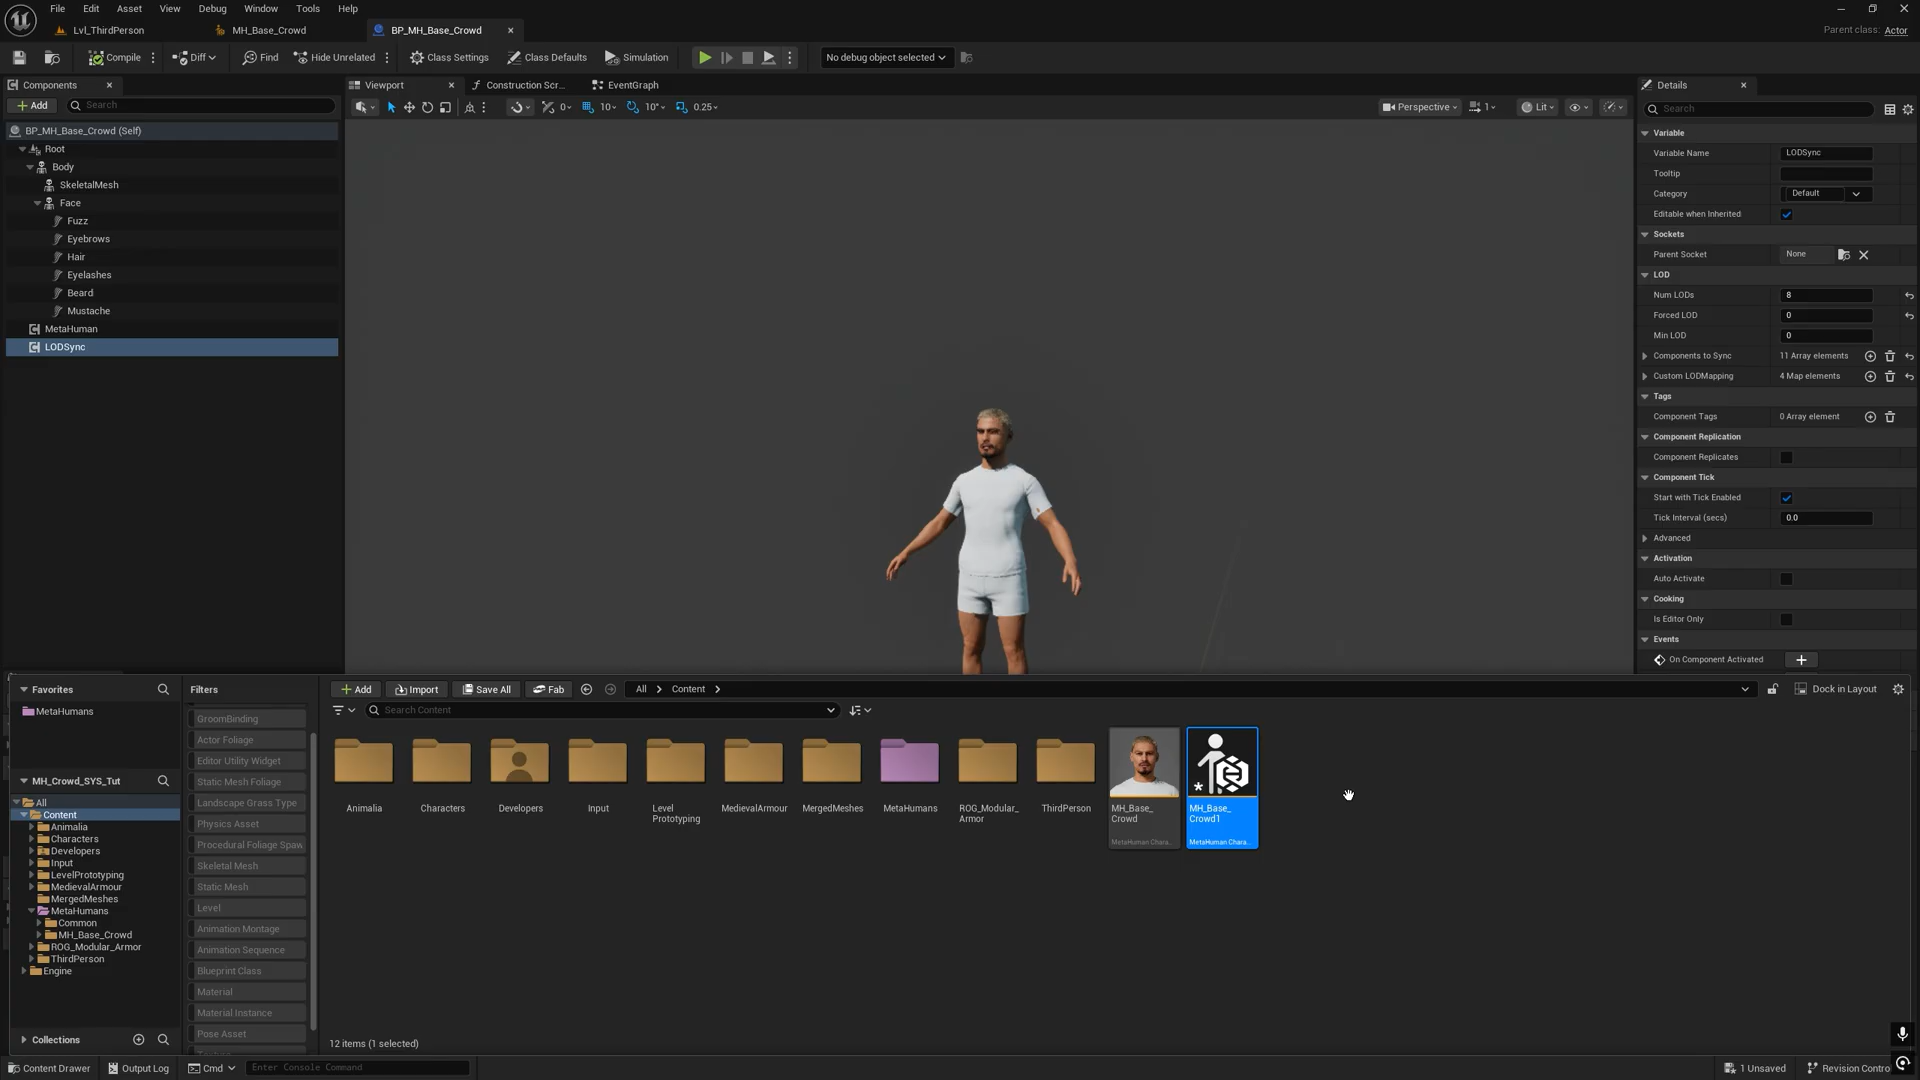 File Edit Asset View Debug Window Tools Help
Lvl_ThirdPerson MH_Base_Crowd BP_MH_Base_Crowd
Parent class: Actor
Compile Diff Find Hide Unrelated Class Settings Class Defaults Simulation No debug object selected
Components Viewport Construction Scr... EventGraph Details
Add Search 0 10 10° 0.25 Perspective 1 Lit Search
BP_MH_Base_Crowd (Self)
Root
Body
SkeletalMesh
Face
Fuzz
Eyebrows
Hair
Eyelashes
Beard
Mustache
MetaHuman
LODSync
Variable
Variable Name LODSync
Tooltip
Category Default
Editable when Inherited
Sockets
Parent Socket None
LOD
Num LODs 8
Forced LOD 0
Min LOD 0
Components to Sync 11 Array elements
Custom LODMapping 4 Map elements
Tags
Component Tags 0 Array element
Component Replication
Component Replicates
Component Tick
Start with Tick Enabled
Tick Interval (secs) 0.0
Advanced
Activation
Auto Activate
Cooking
Is Editor Only
Events
On Component Activated
Favorites
MetaHumans
MH_Crowd_SYS_Tut
All
Content
Animalia
Characters
Developers
Input
LevelPrototyping
MedievalArmour
MergedMeshes
MetaHumans
Common
MH_Base_Crowd
ROG_Modular_Armor
ThirdPerson
Engine
Collections
Filters
GroomBinding
Actor Foliage
Editor Utility Widget
Static Mesh Foliage
Landscape Grass Type
Physics Asset
Procedural Foliage Spaw
Skeletal Mesh
Static Mesh
Level
Animation Montage
Animation Sequence
Blueprint Class
Material
Material Instance
Pose Asset
Add Import Save All Fab All Content Dock in Layout
Search Content
Animalia
Characters
Developers
Input
Level
Prototyping
MedievalArmour
MergedMeshes
MetaHumans
ROG_Modular_
Armor
ThirdPerson
MH_Base_
Crowd
MetaHuman Chara...
MH_Base_
Crowd1
MetaHuman Chara...
12 items (1 selected)
Content Drawer Output Log Cmd Enter Console Command 1 Unsaved Revision Contro